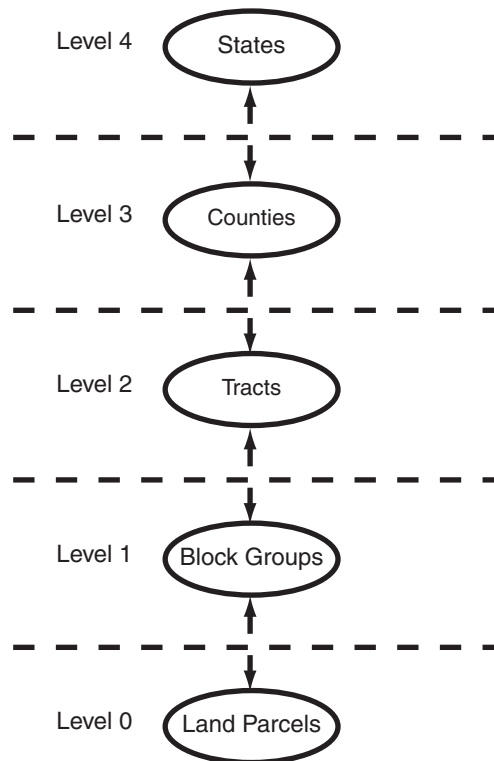 Level 4 States
Level 3 Counties
Level 2 Tracts
Level 1 Block Groups
Level 0 Land Parcels